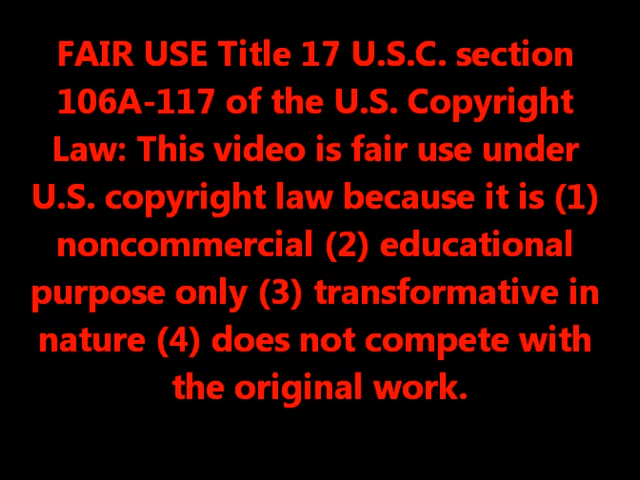 FAIR USE Title 17 U.S.C. section
106A-117 of the U.S. Copyright
Law: This video is fair use under
U.S. copyright law because it is (1)
noncommercial (2) educational
purpose only (3) transformative in
nature (4) does not compete with
the original work.